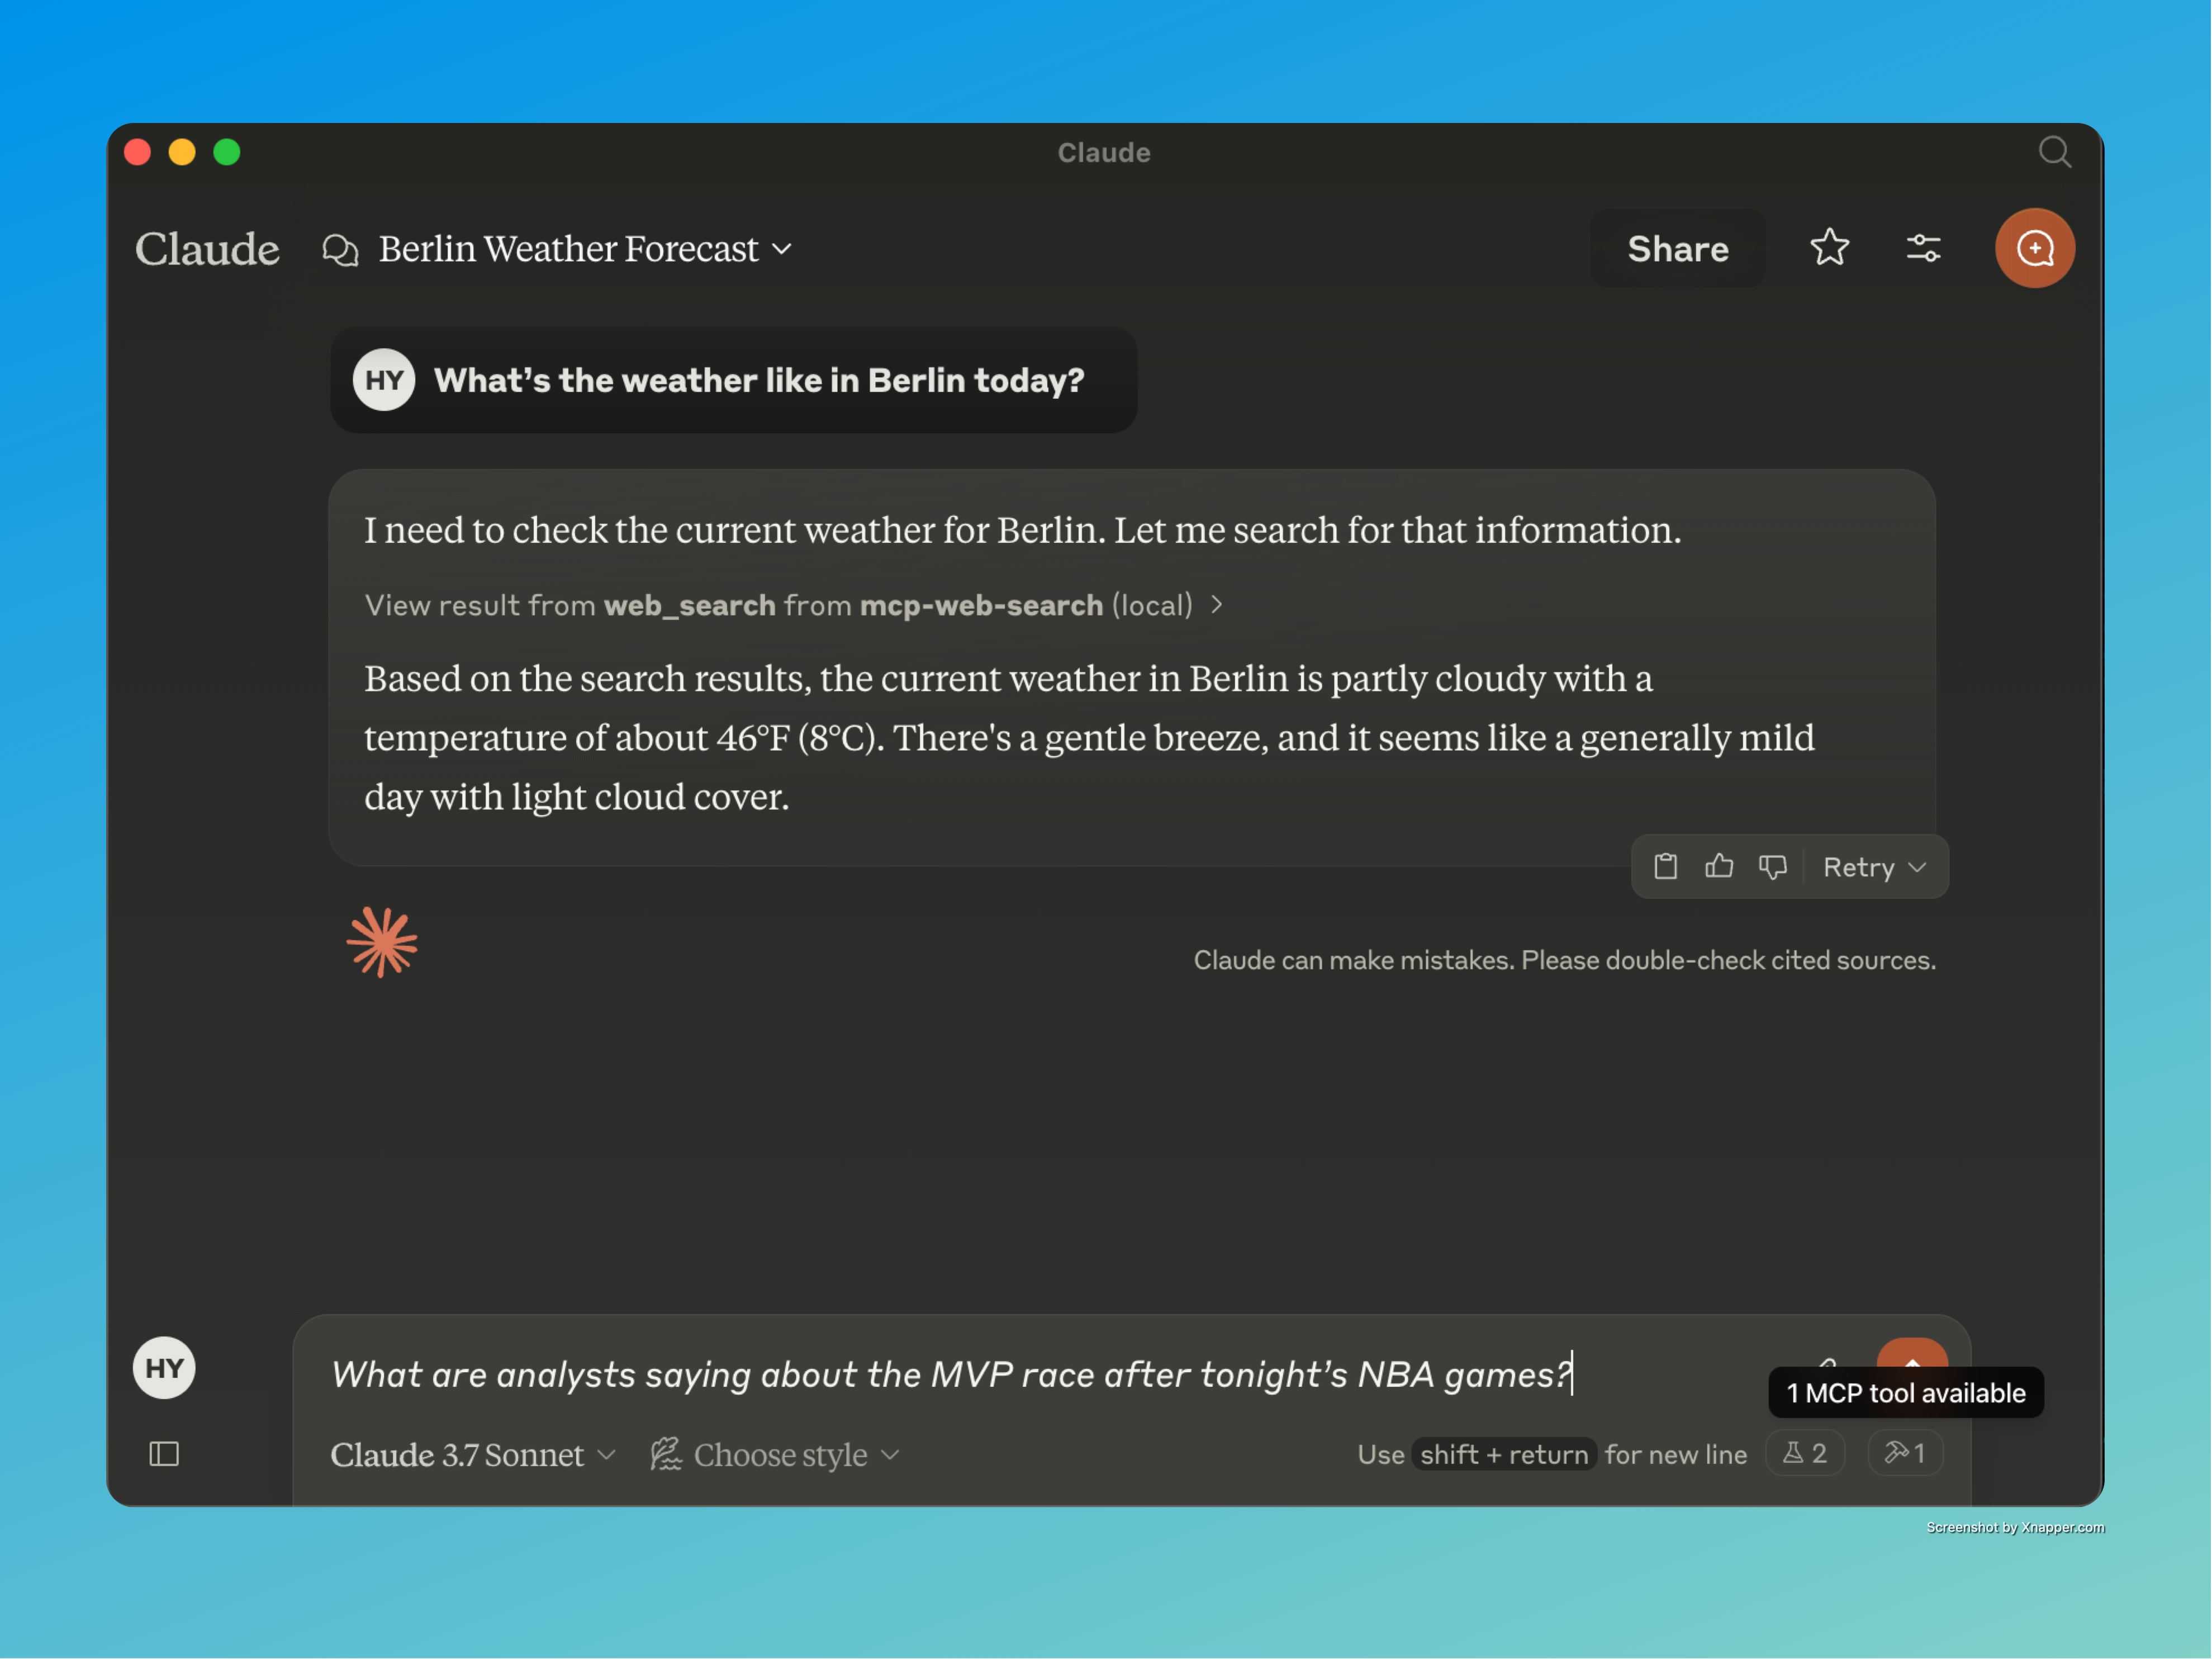 Claude
Claude
Berlin Weather Forecast
Share
HY
What’s the weather like in Berlin today?
I need to check the current weather for Berlin. Let me search for that information.
View result from web_search from mcp-web-search (local)
Based on the search results, the current weather in Berlin is partly cloudy with a
temperature of about 46°F (8°C). There's a gentle breeze, and it seems like a generally mild
day with light cloud cover.
Retry
Claude can make mistakes. Please double-check cited sources.
HY
What are analysts saying about the MVP race after tonight’s NBA games?
1 MCP tool available
Claude 3.7 Sonnet
Choose style
Use shift + return for new line
2
1
Screenshot by Xnapper.com